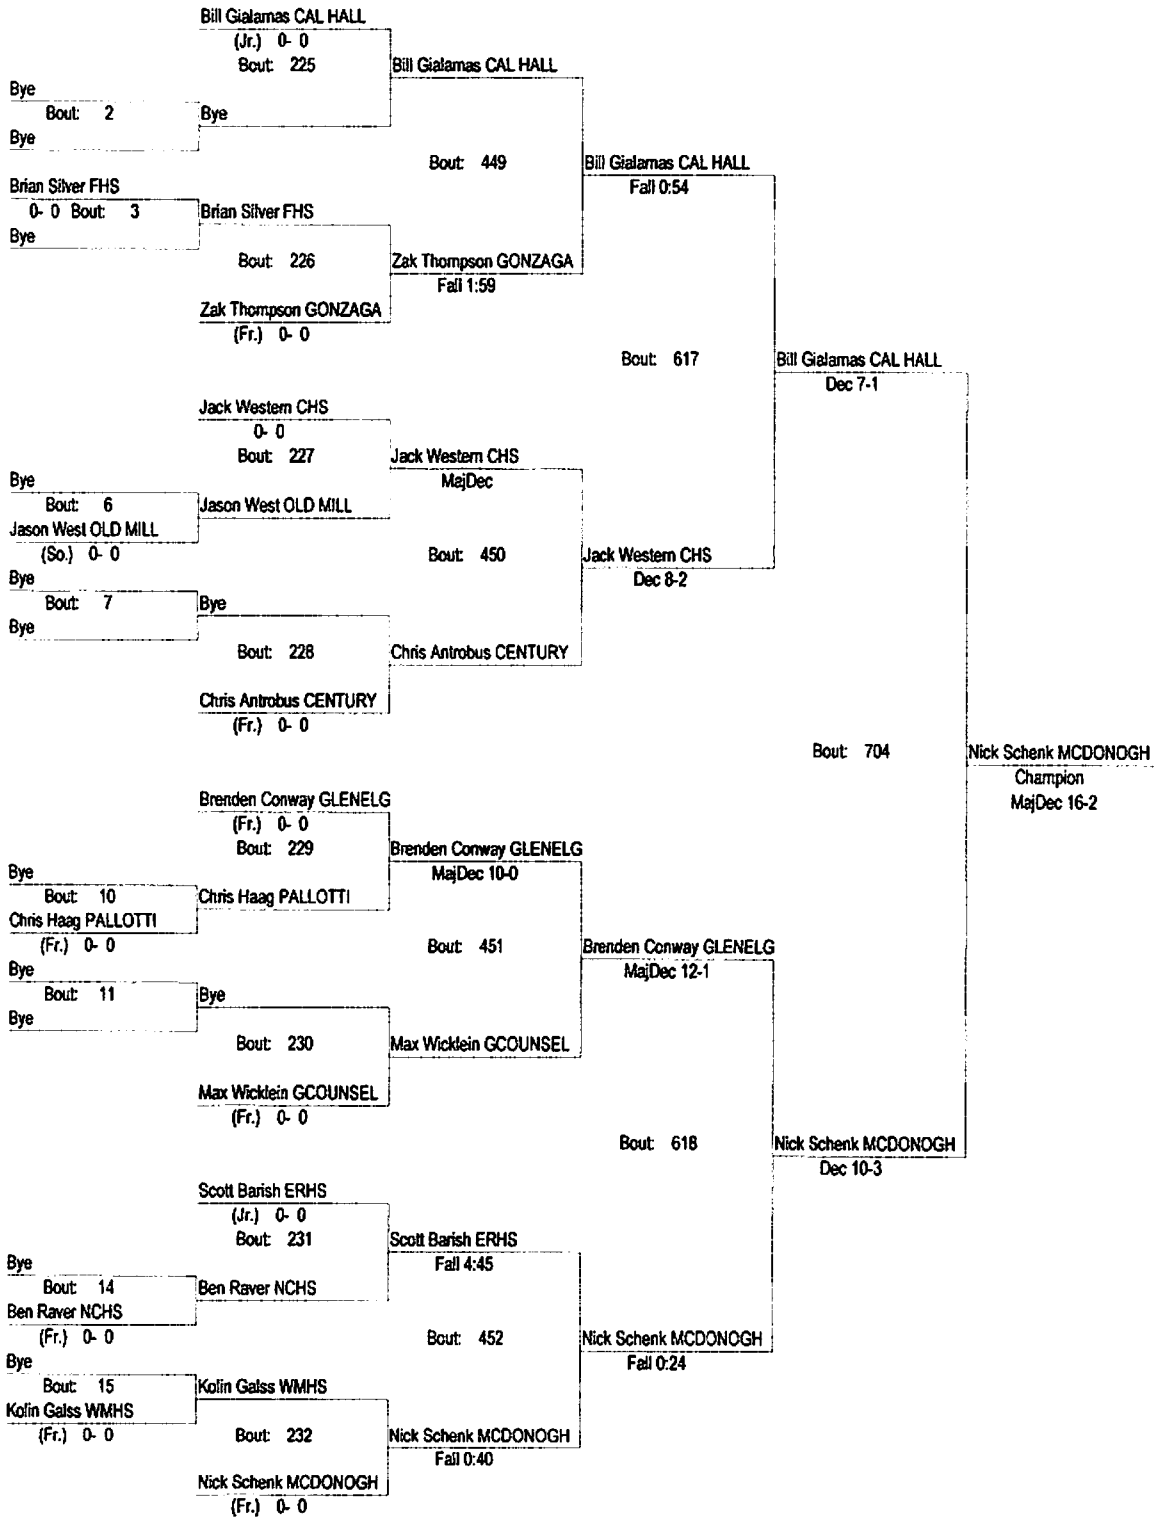 Bill Gialamas CAL HALL
(Jr.) 0- 0
Bout: 225
Bill Gialamas CAL HALL
Bye
Bout: 2
Bye
Bye
Bout: 449
Bill Gialamas CAL HALL
Fall 0:54
Brian Silver FHS
0- 0 Bout: 3
Brian Silver FHS
Bye
Bout: 226
Zak Thompson GONZAGA
Fall 1:59
Zak Thompson GONZAGA
(Fr.) 0- 0
Bout: 617
Bill Gialamas CAL HALL
Dec 7-1
Jack Western CHS
0- 0
Bout: 227
Jack Western CHS
MajDec
Bye
Bout: 6
Jason West OLD MILL
Jason West OLD MILL
(So.) 0- 0
Bout: 450
Jack Western CHS
Dec 8-2
Bye
Bout: 7
Bye
Bye
Bout: 228
Chris Antrobus CENTURY
Chris Antrobus CENTURY
(Fr.) 0- 0
Bout: 704
Nick Schenk MCDONOGH
Champion
MajDec 16-2
Brenden Conway GLENELG
(Fr.) 0- 0
Bout: 229
Brenden Conway GLENELG
MajDec 10-0
Bye
Bout: 10
Chris Haag PALLOTTI
Chris Haag PALLOTTI
(Fr.) 0- 0
Bout: 451
Brenden Conway GLENELG
MajDec 12-1
Bye
Bout: 11
Bye
Bye
Bout: 230
Max Wicklein GCOUNSEL
Max Wicklein GCOUNSEL
(Fr.) 0- 0
Bout: 618
Nick Schenk MCDONOGH
Dec 10-3
Scott Barish ERHS
(Jr.) 0- 0
Bout: 231
Scott Barish ERHS
Fall 4:45
Bye
Bout: 14
Ben Raver NCHS
Ben Raver NCHS
(Fr.) 0- 0
Bout: 452
Nick Schenk MCDONOGH
Fall 0:24
Bye
Bout: 15
Kolin Galss WMHS
Kolin Galss WMHS
(Fr.) 0- 0
Bout: 232
Nick Schenk MCDONOGH
Fall 0:40
Nick Schenk MCDONOGH
(Fr.) 0- 0